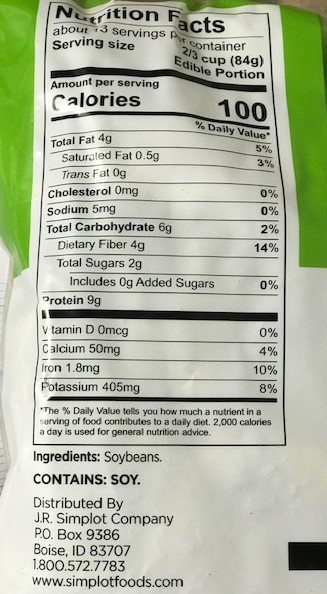 Nutrition Facts
about 13 servings per container
Serving size 2/3 cup (84g)
Edible Portion
Amount per serving
Calories 100
% Daily Value*
Total Fat 4g 5%
Saturated Fat 0.5g 3%
Trans Fat 0g
Cholesterol 0mg 0%
Sodium 5mg 0%
Total Carbohydrate 6g 2%
Dietary Fiber 4g 14%
Total Sugars 2g
Includes 0g Added Sugars 0%
Protein 9g
Vitamin D 0mcg 0%
Calcium 50mg 4%
Iron 1.8mg 10%
Potassium 405mg 8%
*The % Daily Value tells you how much a nutrient in a
serving of food contributes to a daily diet. 2,000 calories
a day is used for general nutrition advice.
Ingredients: Soybeans.
CONTAINS: SOY.
Distributed By
J.R. Simplot Company
P.O. Box 9386
Boise, ID 83707
1.800.572.7783
www.simplotfoods.com